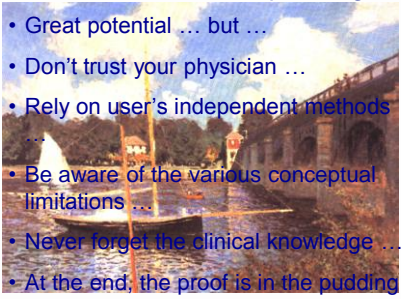 • Great potential … but …
• Don't trust your physician …
• Rely on user's independent methods
…
• Be aware of the various conceptual
limitations …
• Never forget the clinical knowledge …
• At the end, the proof is in the pudding